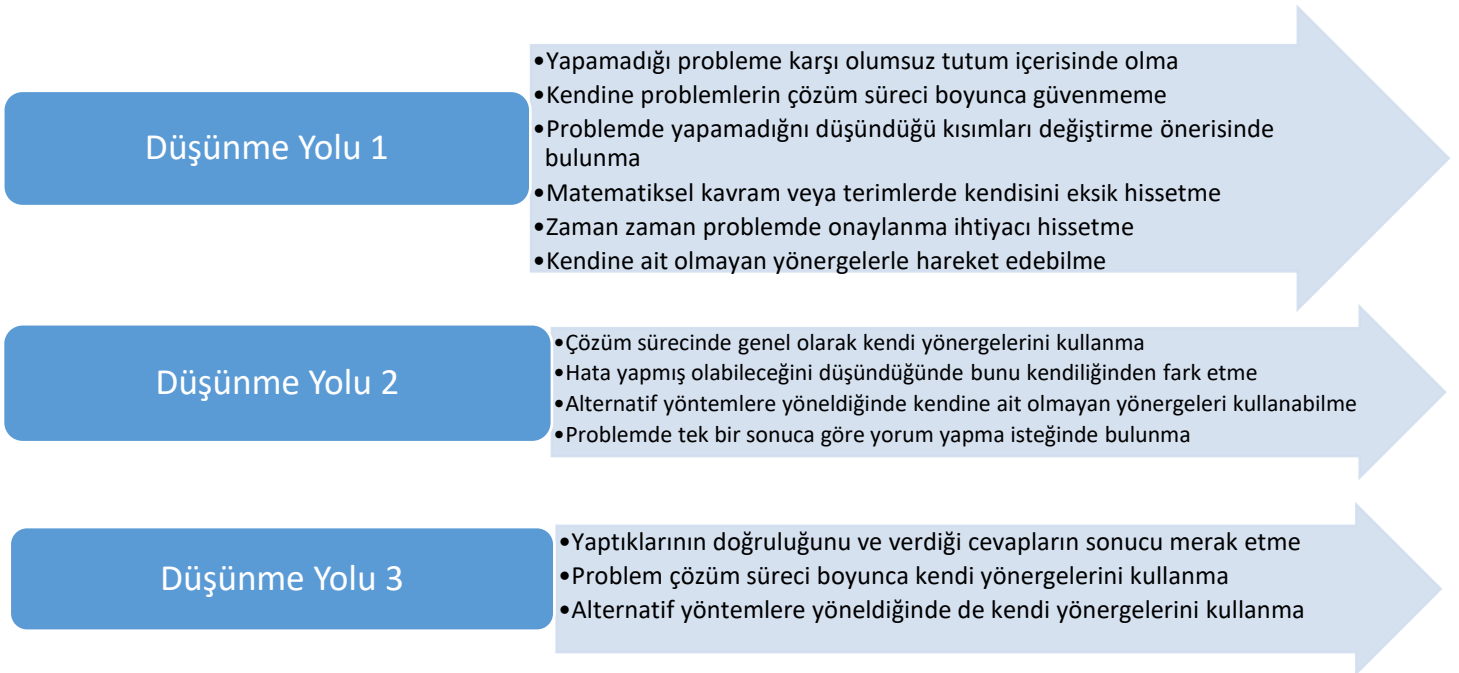 Düşünme Yolu 1
•Yapamadığı probleme karşı olumsuz tutum içerisinde olma
•Kendine problemlerin çözüm süreci boyunca güvenmeme
•Problemde yapamadığnı düşündüğü kısımları değiştirme önerisinde
bulunma
•Matematiksel kavram veya terimlerde kendisini eksik hissetme
•Zaman zaman problemde onaylanma ihtiyacı hissetme
•Kendine ait olmayan yönergelerle hareket edebilme
Düşünme Yolu 2
•Çözüm sürecinde genel olarak kendi yönergelerini kullanma
•Hata yapmış olabileceğini düşündüğünde bunu kendiliğinden fark etme
•Alternatif yöntemlere yöneldiğinde kendine ait olmayan yönergeleri kullanabilme
•Problemde tek bir sonuca göre yorum yapma isteğinde bulunma
Düşünme Yolu 3
•Yaptıklarının doğruluğunu ve verdiği cevapların sonucu merak etme
•Problem çözüm süreci boyunca kendi yönergelerini kullanma
•Alternatif yöntemlere yöneldiğinde de kendi yönergelerini kullanma